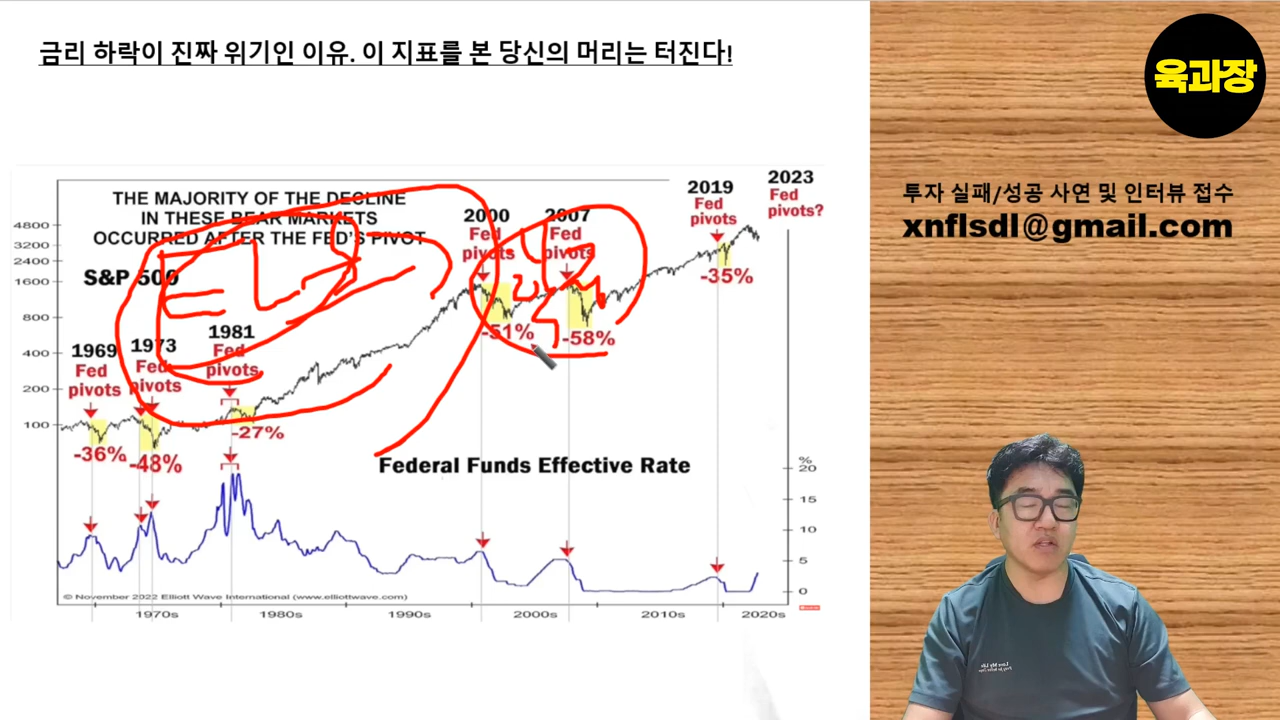 금리 하락이 진짜 위기인 이유. 이 지표를 본 당신의 머리는 터진다!
육과장
투자 실패/성공 사연 및 인터뷰 접수
xnflsdl@gmail.com
THE MAJORITY OF THE DECLINE
IN THESE BEAR MARKETS
OCCURRED AFTER THE FED'S PIVOT
S&P 500
4800
3200
2400
1600
800
400
200
100
1969
Fed
pivots
-36%
1973
Fed
pivots
-48%
1981
Fed
pivots
-27%
2000
Fed
pivots
-51%
2007
Fed
pivots
-58%
2019
Fed
pivots
-35%
2023
Fed
pivots?
Federal Funds Effective Rate
%
20
15
10
5
0
© November 2022 Elliott Wave International (www.elliottwave.com)
1970s 1980s 1990s 2000s 2010s 2020s